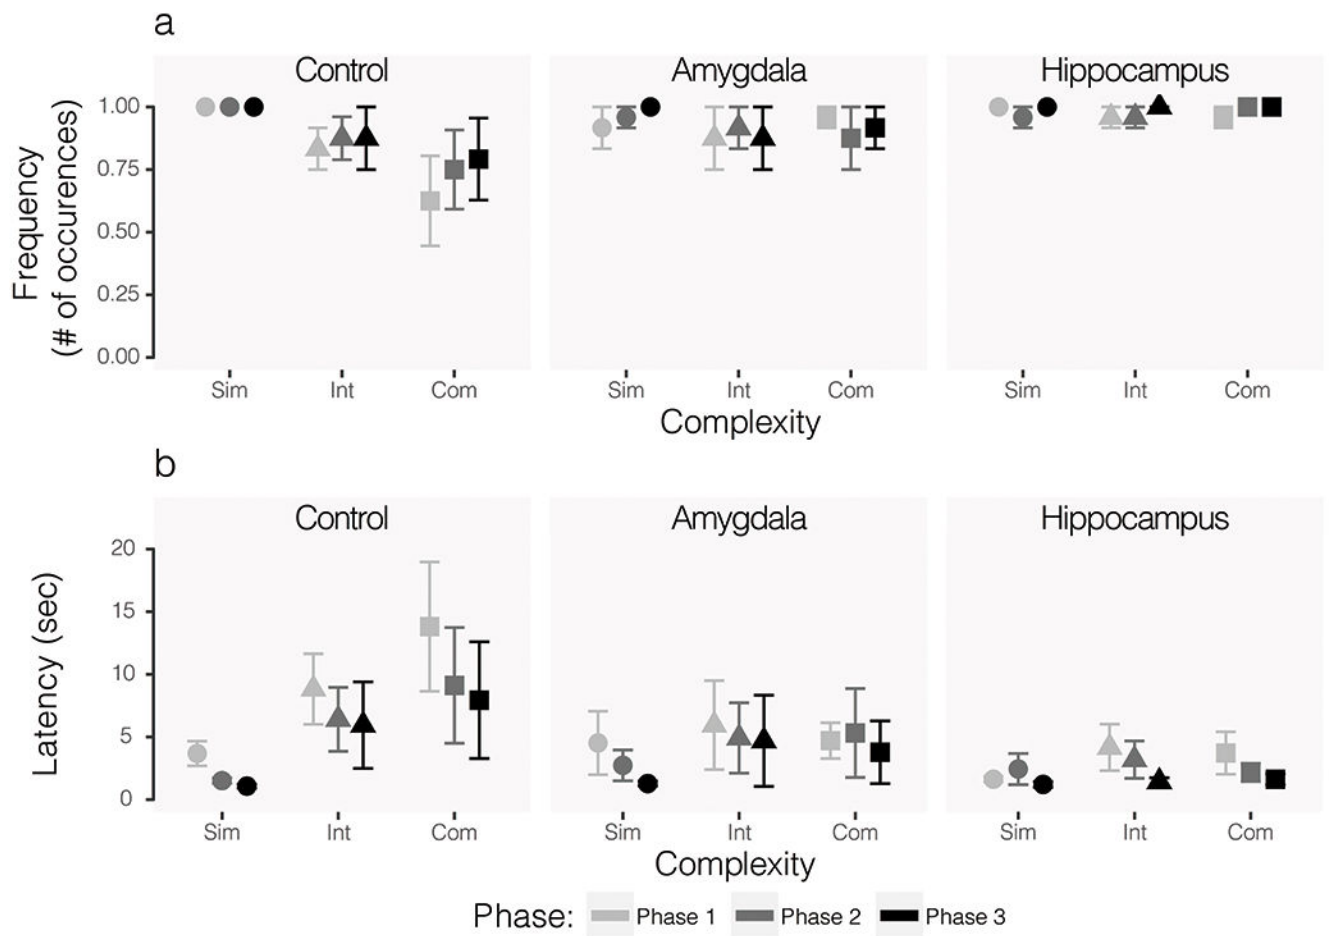 a
Control
Amygdala
Hippocampus
Frequency
(# of occurences)
1.00
0.75
0.50
0.25
0.00
Sim
Int
Com
Sim
Int
Com
Sim
Int
Com
Complexity
b
Control
Amygdala
Hippocampus
Latency (sec)
20
15
10
5
0
Sim
Int
Com
Sim
Int
Com
Sim
Int
Com
Complexity
Phase: Phase 1 Phase 2 Phase 3